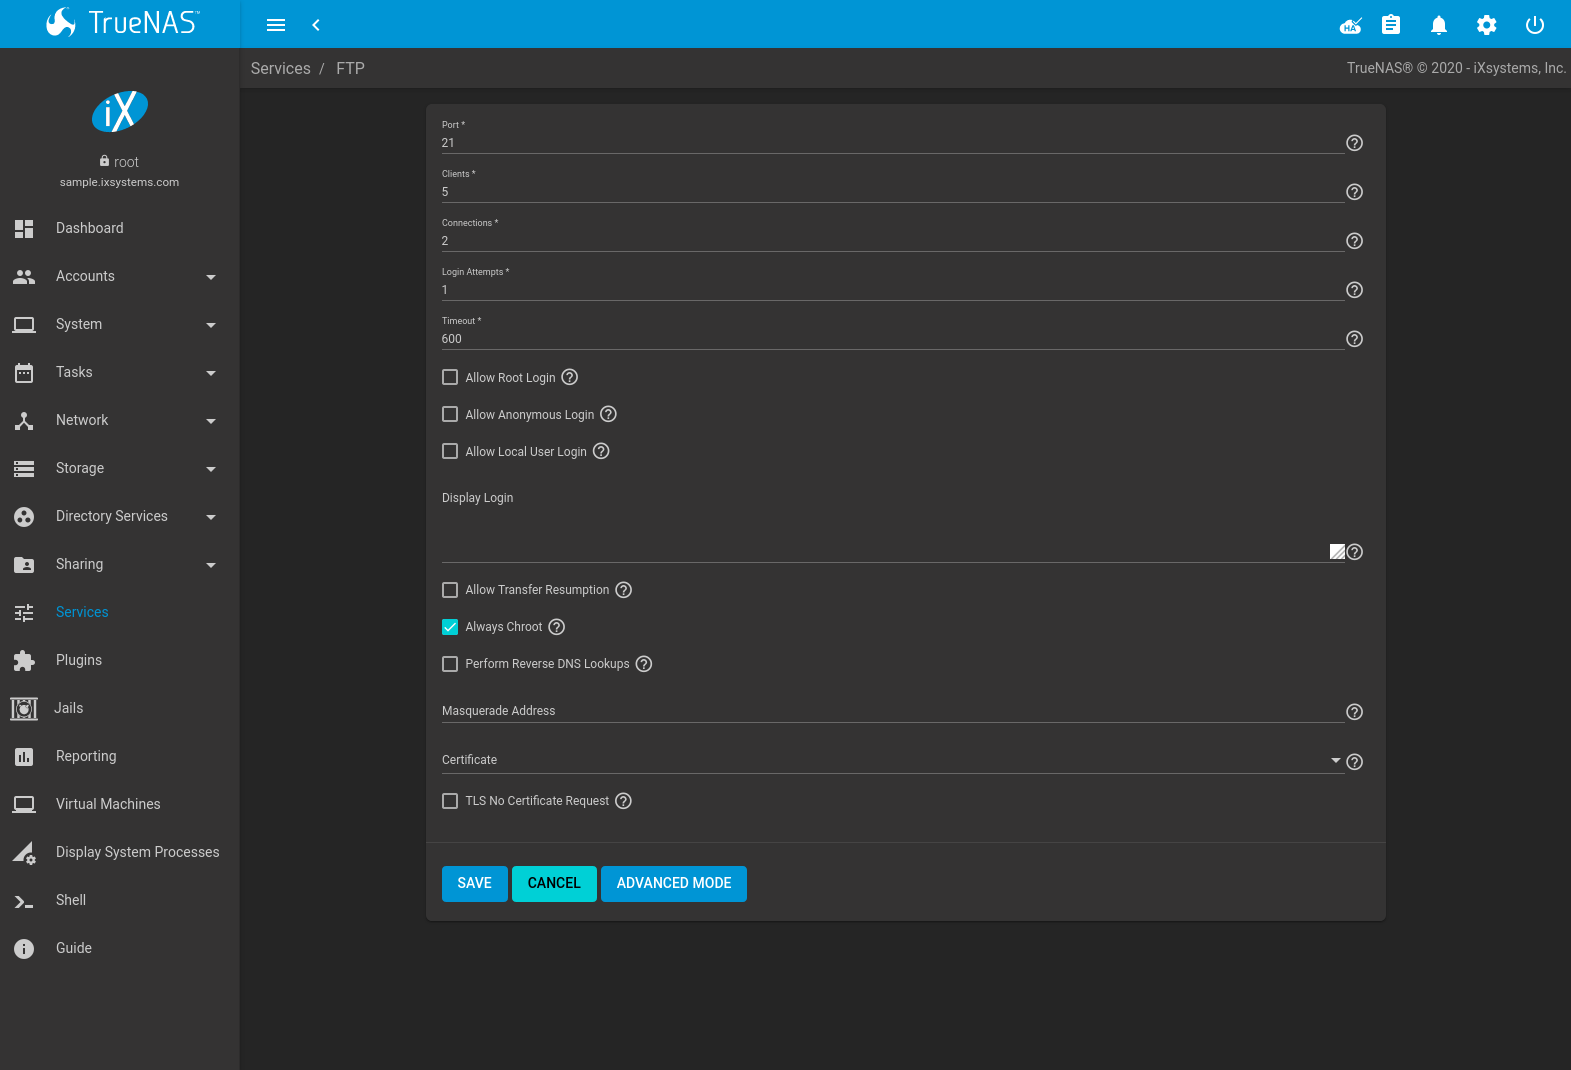 TrueNAS™
Services / FTP
TrueNAS® © 2020 - iXsystems, Inc.
iX
root
sample.ixsystems.com
Dashboard
Accounts
System
Tasks
Network
Storage
Directory Services
Sharing
Services
Plugins
Jails
Reporting
Virtual Machines
Display System Processes
Shell
Guide
HA
Port *
21
Clients *
5
Connections *
2
Login Attempts *
1
Timeout *
600
Allow Root Login
Allow Anonymous Login
Allow Local User Login
Display Login
Allow Transfer Resumption
Always Chroot
Perform Reverse DNS Lookups
Masquerade Address
Certificate
TLS No Certificate Request
SAVE CANCEL ADVANCED MODE